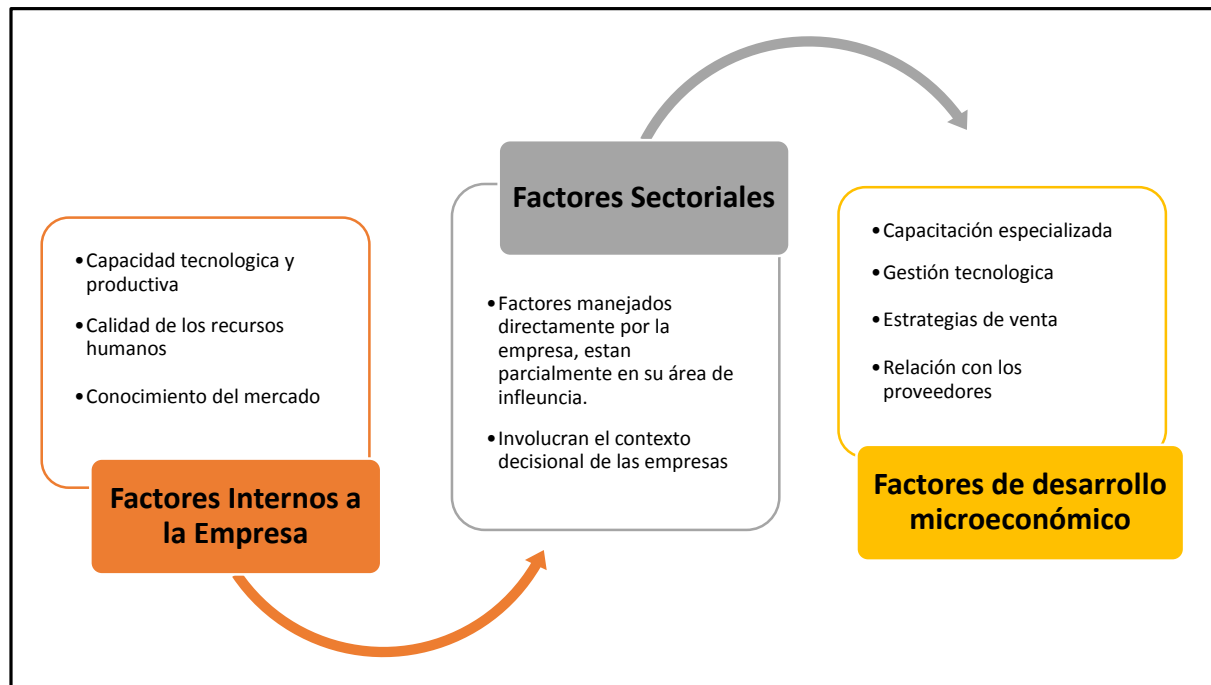 •Capacidad tecnologica y
productiva
•Calidad de los recursos
humanos
•Conocimiento del mercado
Factores Internos a
la Empresa
Factores Sectoriales
•Factores manejados
directamente por la
empresa, estan
parcialmente en su área de
infleuncia.
•Involucran el contexto
decisional de las empresas
•Capacitación especializada
•Gestión tecnologica
•Estrategias de venta
•Relación con los
proveedores
Factores de desarrollo
microeconómico